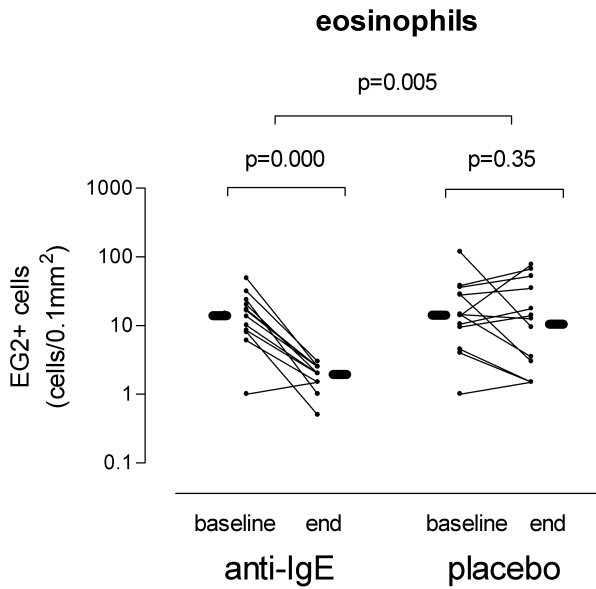 eosinophils
p=0.005
p=0.000
p=0.35
EG2+ cells
(cells/0.1mm²)
1000
100
10
1
0.1
baseline end baseline end
anti-IgE placebo